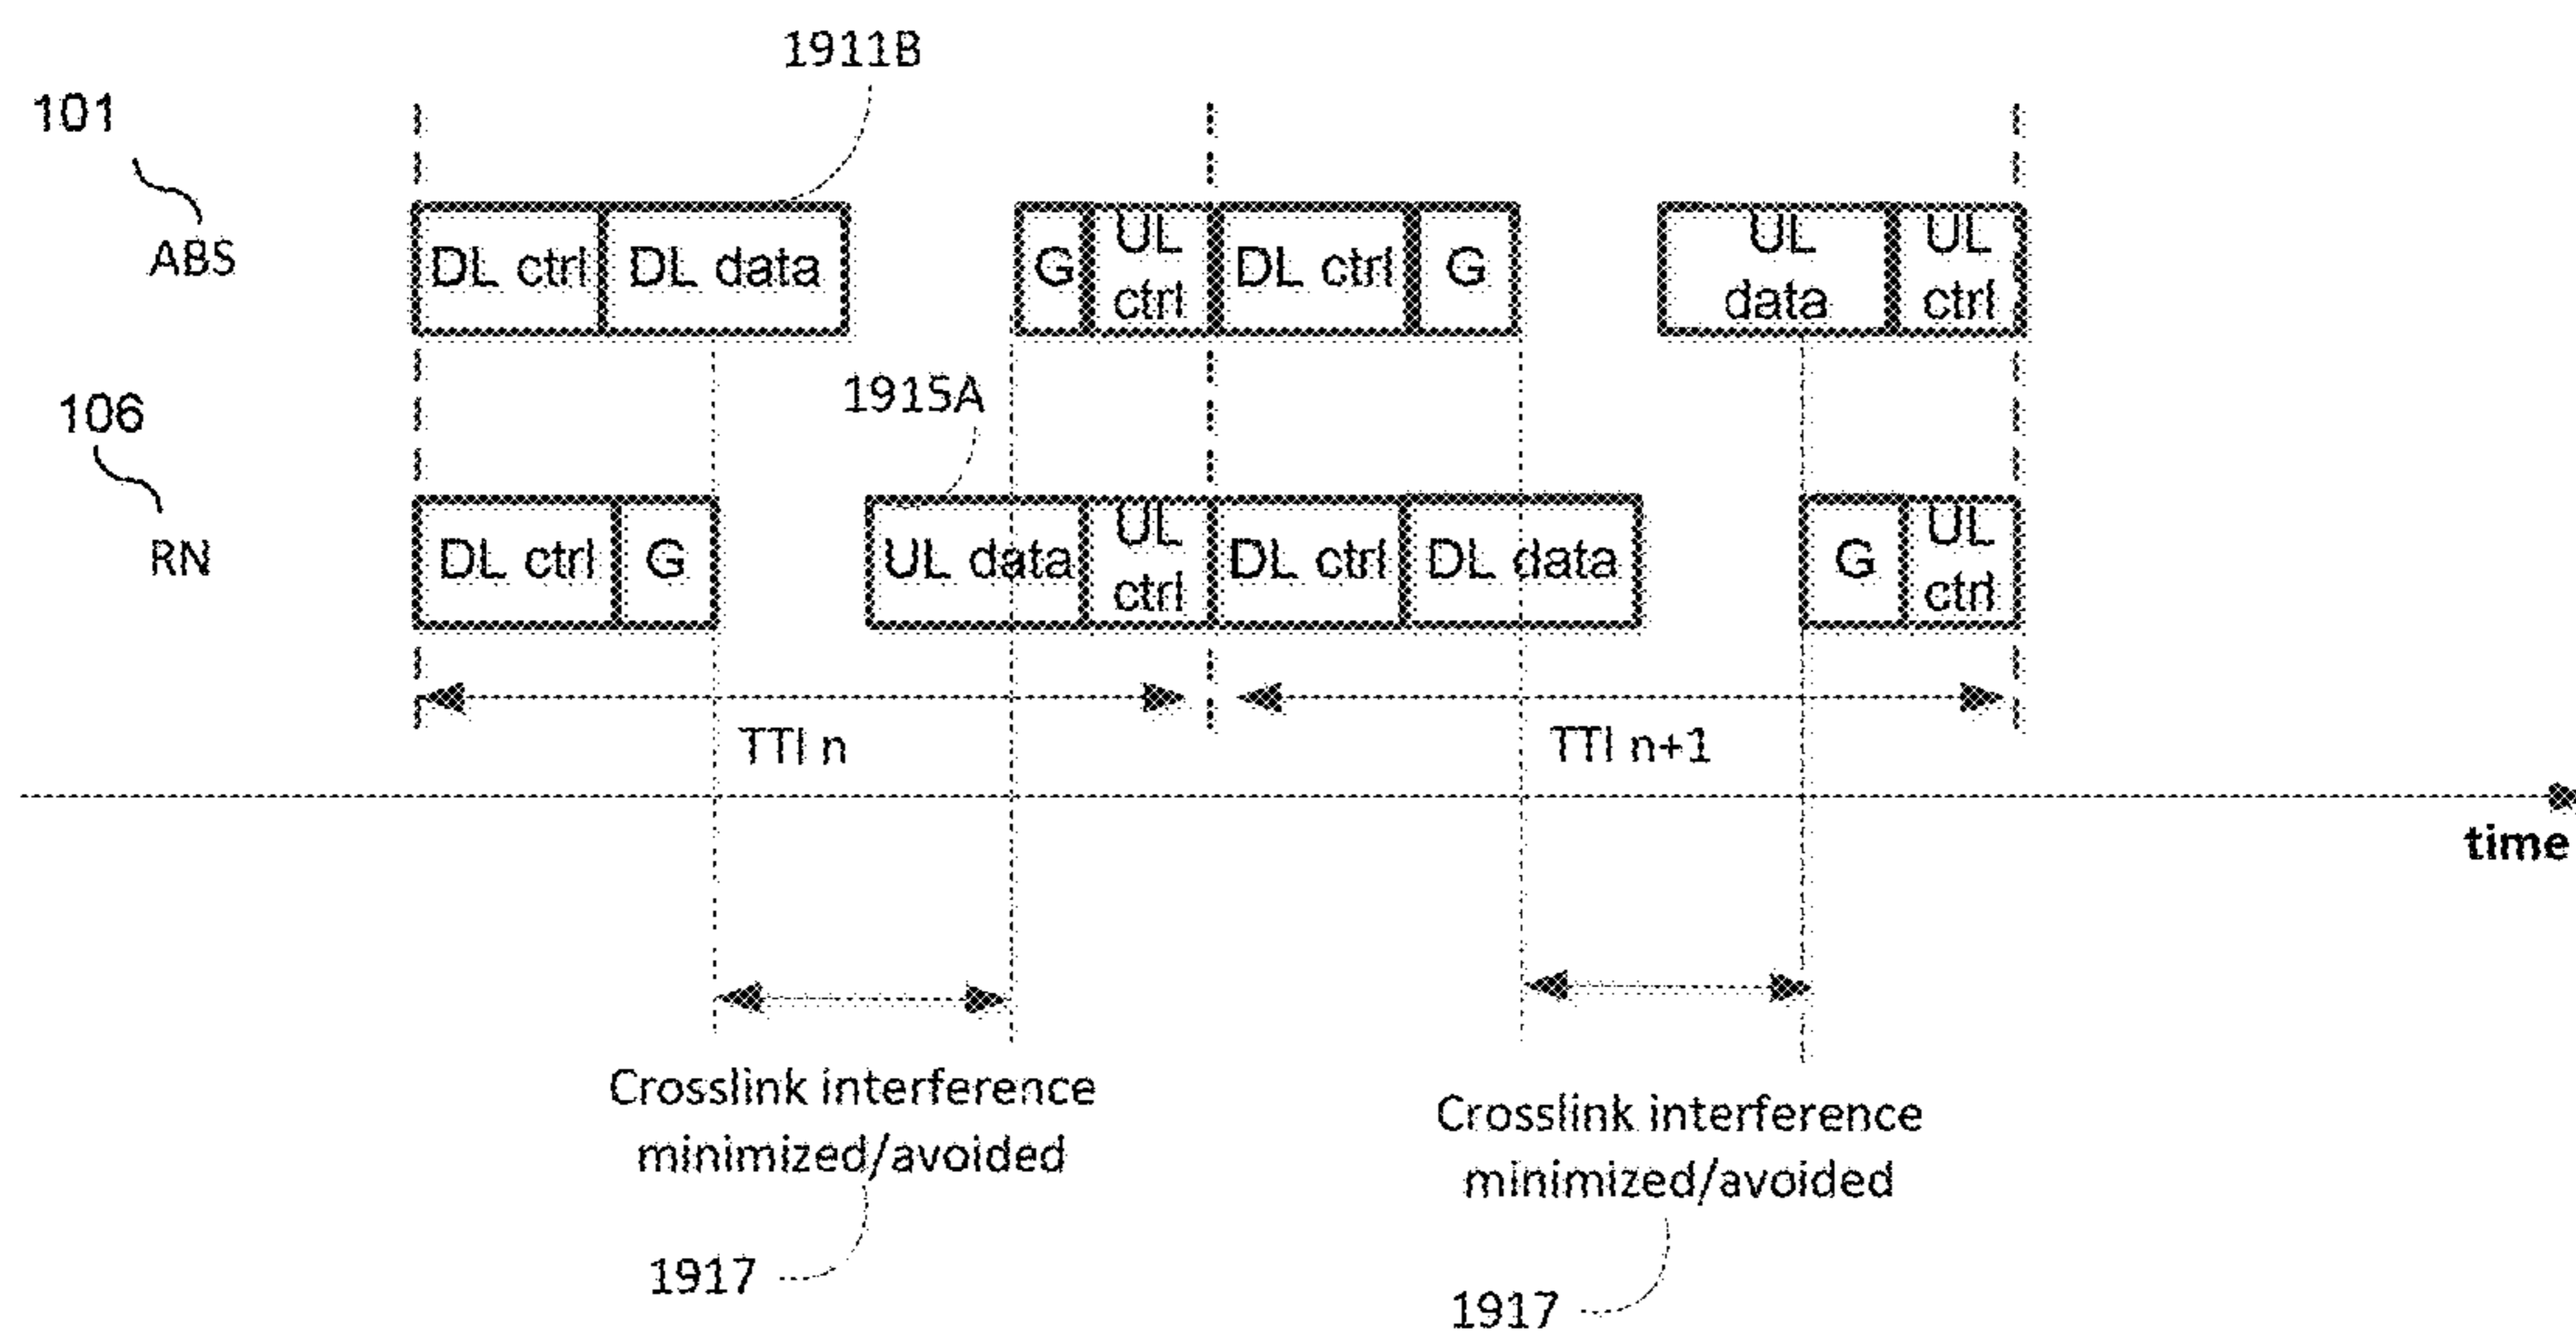 1911B
101
ABS
DL ctrl
DL data
G
UL
ctrl
DL ctrl
G
UL
data
UL
ctrl
1915A
106
RN
DL ctrl
G
UL data
UL
ctrl
DL ctrl
DL data
G
UL
ctrl
TTI n
TTI n+1
time
Crosslink interference
minimized/avoided
1917
Crosslink interference
minimized/avoided
1917